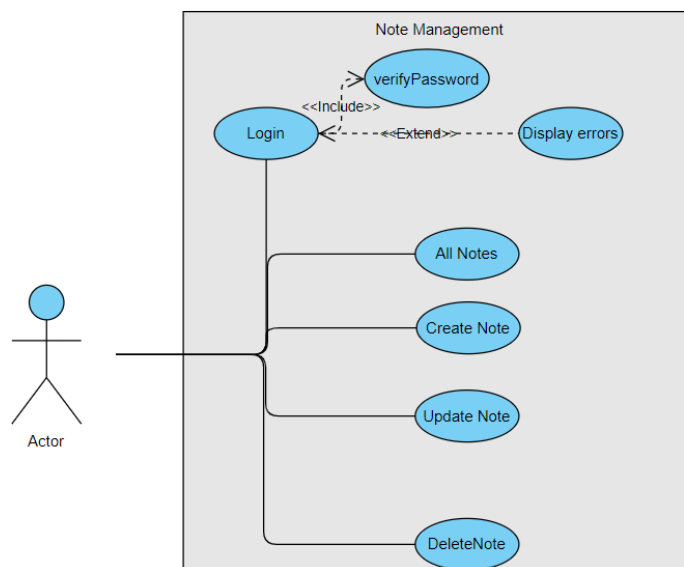 Note Management
verifyPassword
<<Include>>
Login
<<Extend>>
Display errors
All Notes
Create Note
Update Note
Actor
DeleteNote